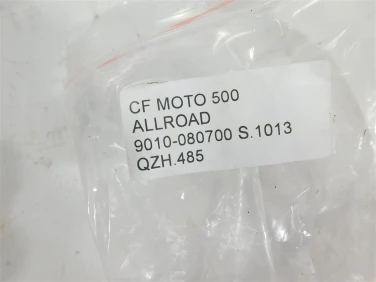 CF MOTO 500
ALLROAD
9010-080700 S.1013
QZH.485